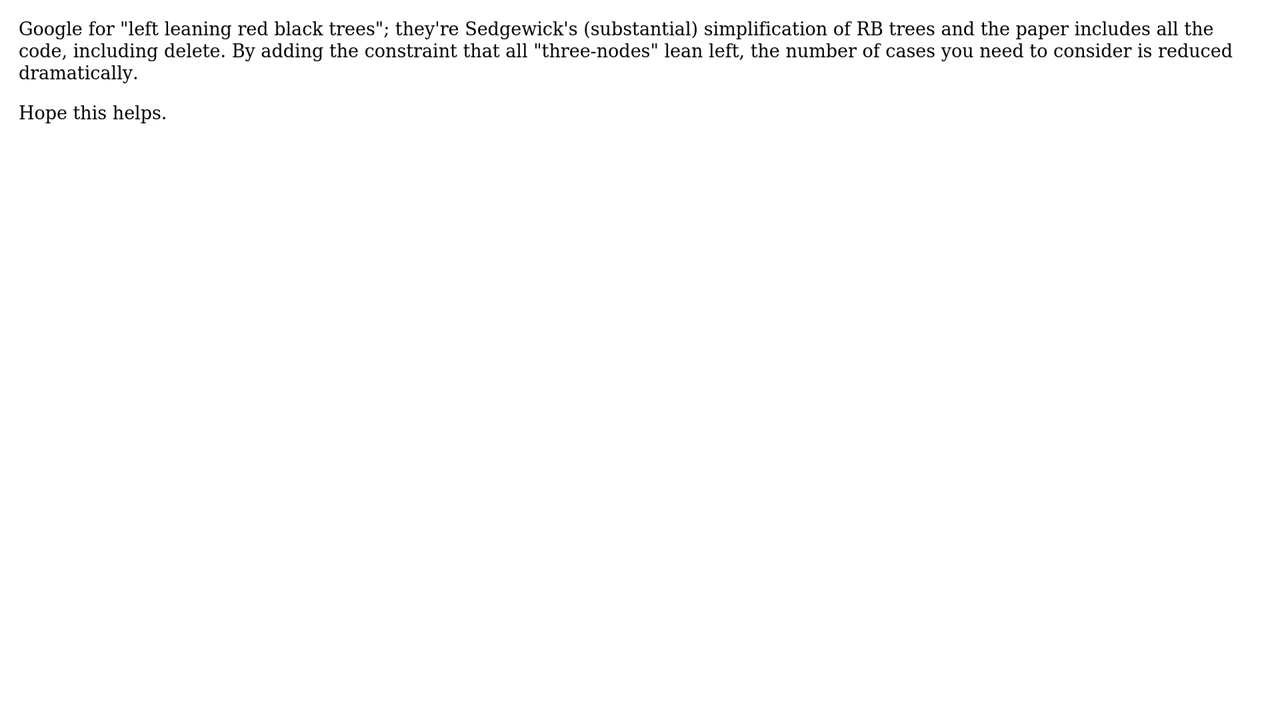 Google for "left leaning red black trees"; they're Sedgewick's (substantial) simplification of RB trees and the paper includes all the
code, including delete. By adding the constraint that all "three-nodes" lean left, the number of cases you need to consider is reduced
dramatically.
Hope this helps.